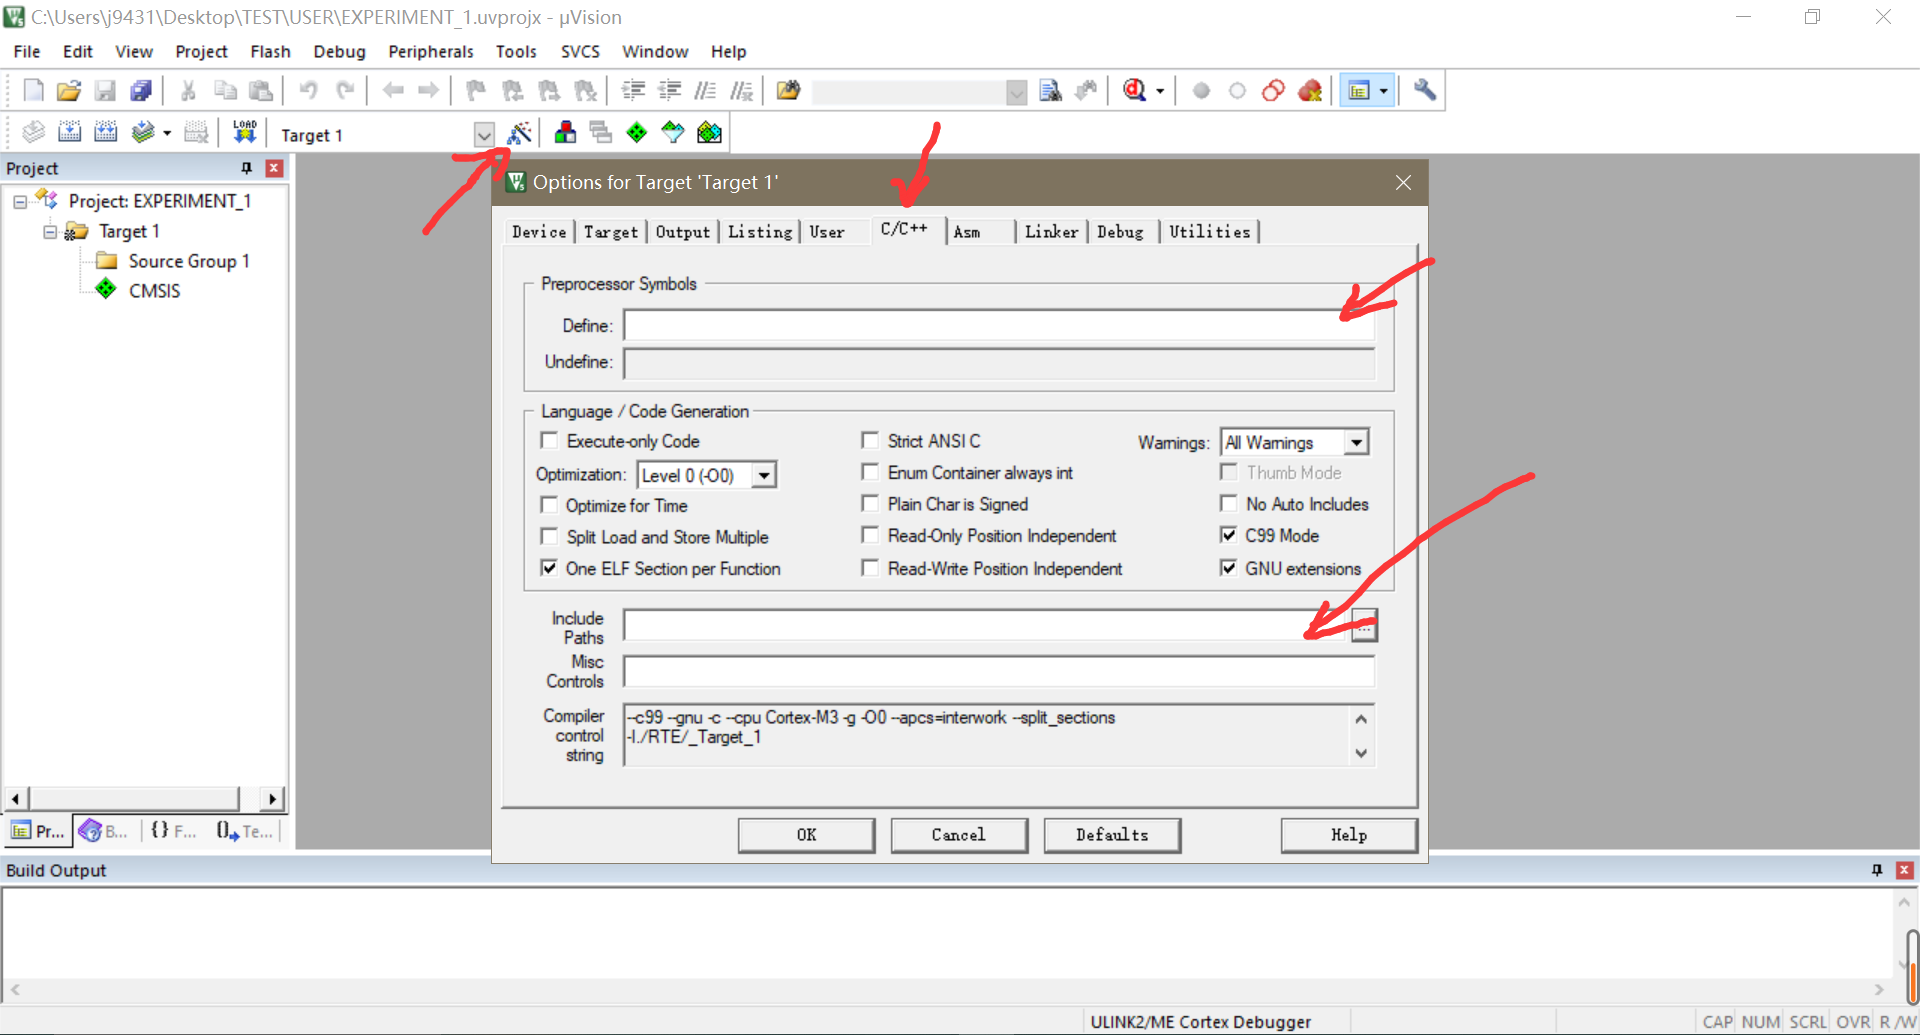 C:\Users\j9431\Desktop\TEST\USER\EXPERIMENT_1.uvprojx - µVision
File Edit View Project Flash Debug Peripherals Tools SVCS Window Help
LOAD
Target 1
Project
Project: EXPERIMENT_1
Target 1
Source Group 1
CMSIS
Pr... B... {} F... Te...
Options for Target 'Target 1'
Device Target Output Listing User C/C++ Asm Linker Debug Utilities
Preprocessor Symbols
Define:
Undefine:
Language / Code Generation
Execute-only Code Strict ANSI C Warnings: All Warnings
Optimization: Level 0 (-O0) Enum Container always int Thumb Mode
Optimize for Time Plain Char is Signed No Auto Includes
Split Load and Store Multiple Read-Only Position Independent C99 Mode
One ELF Section per Function Read-Write Position Independent GNU extensions
Include
Paths
...
Misc
Controls
Compiler
control
string
--c99 --gnu -c --cpu Cortex-M3 -g -O0 --apcs=interwork --split_sections
-I./RTE/_Target_1
OK Cancel Defaults Help
Build Output
ULINK2/ME Cortex Debugger CAP NUM SCRL OVR R /W